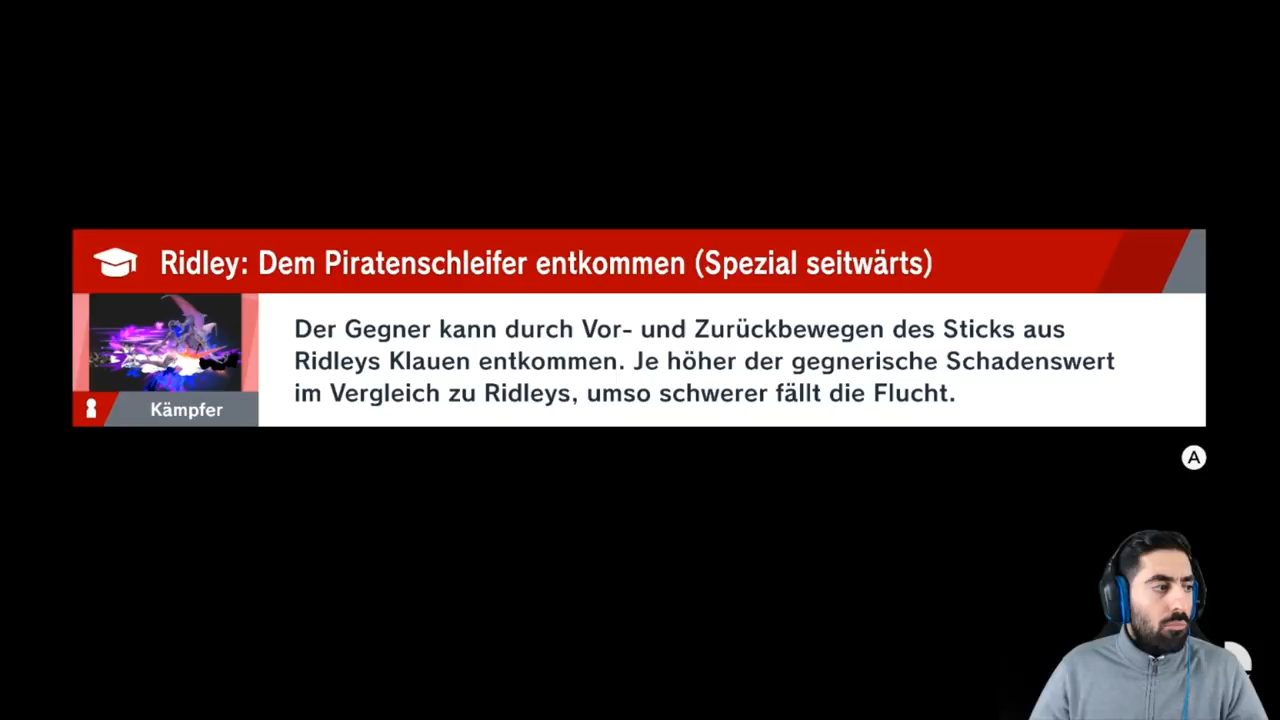 Ridley: Dem Piratenschleifer entkommen (Spezial seitwärts)
Der Gegner kann durch Vor- und Zurückbewegen des Sticks aus
Ridleys Klauen entkommen. Je höher der gegnerische Schadenswert
im Vergleich zu Ridleys, umso schwerer fällt die Flucht.
Kämpfer
A